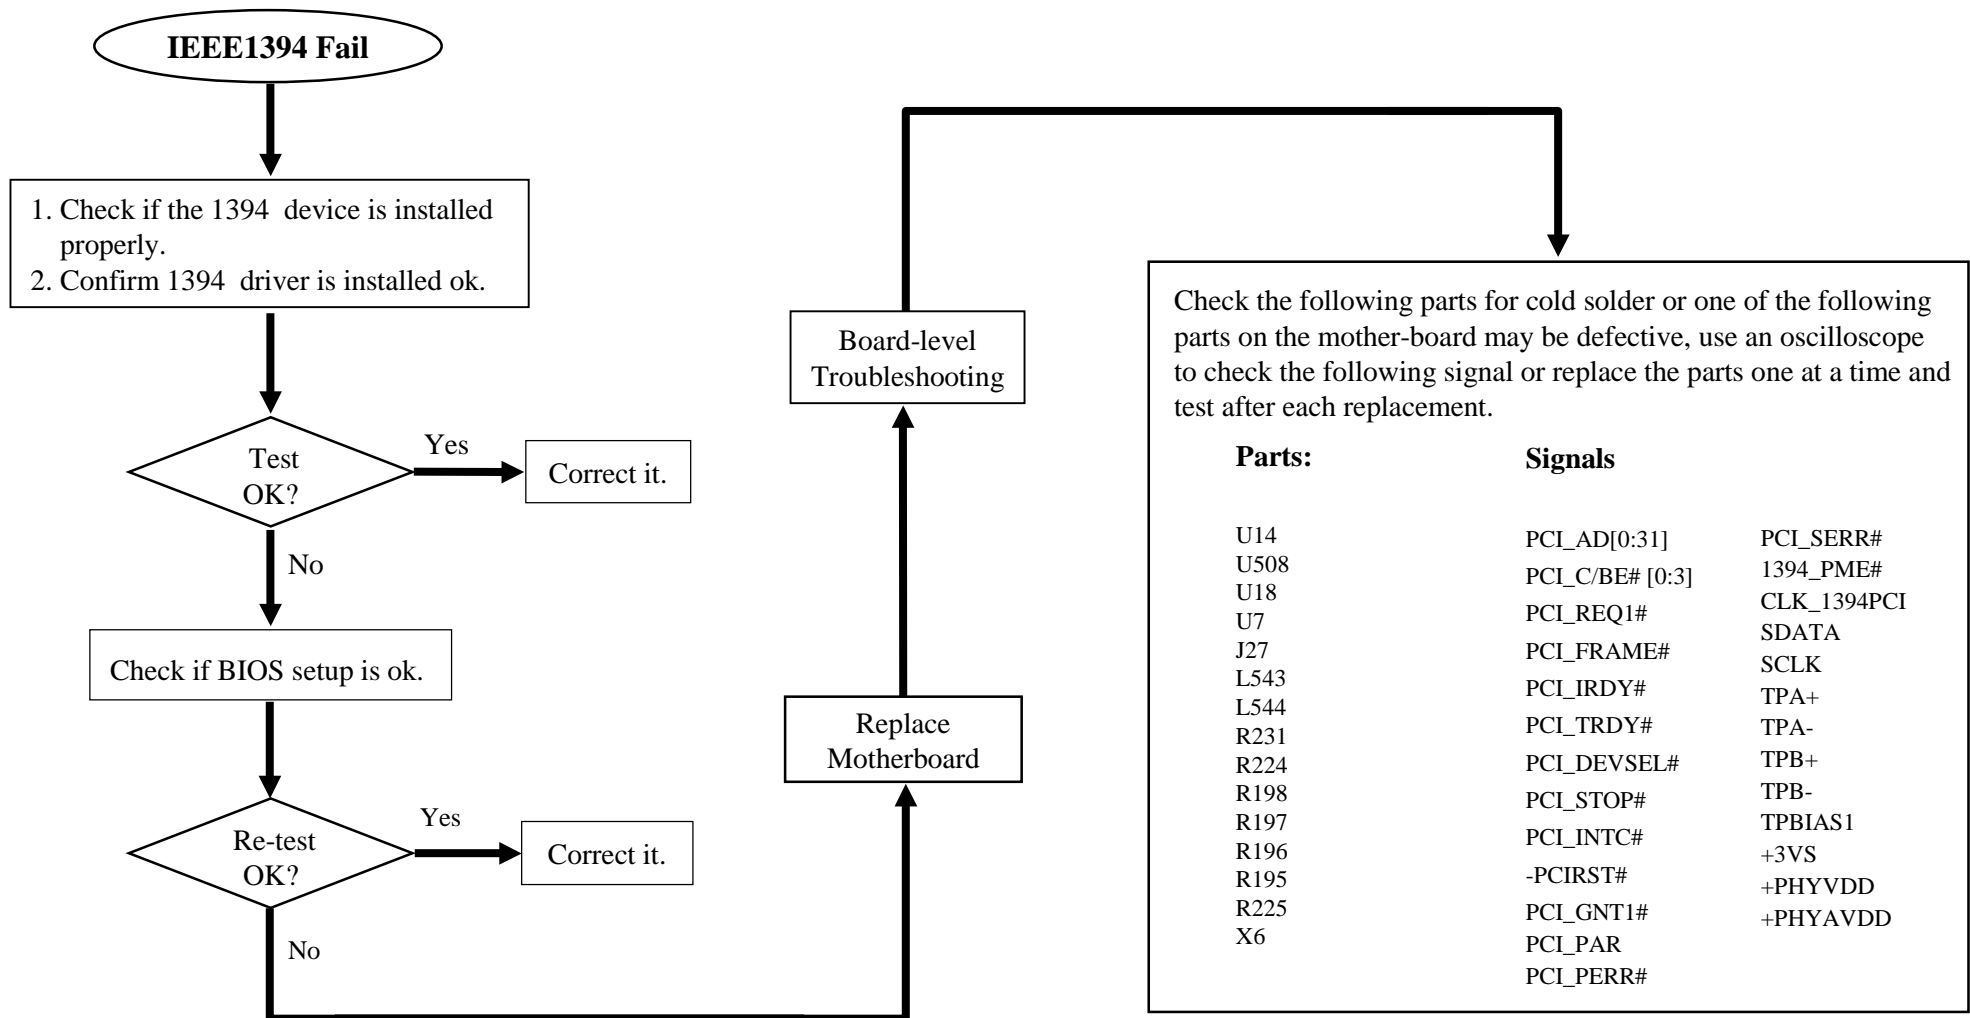 IEEE1394 Fail
1. Check if the 1394 device is installed
properly.
2. Confirm 1394 driver is installed ok.
Test
OK?
Yes
Correct it.
No
Check if BIOS setup is ok.
Re-test
OK?
Yes
Correct it.
No
Replace
Motherboard
Board-level
Troubleshooting
Check the following parts for cold solder or one of the following
parts on the mother-board may be defective, use an oscilloscope
to check the following signal or replace the parts one at a time and
test after each replacement.
Parts:
U14
U508
U18
U7
J27
L543
L544
R231
R224
R198
R197
R196
R195
R225
X6
Signals
PCI_AD[0:31]
PCI_C/BE# [0:3]
PCI_REQ1#
PCI_FRAME#
PCI_IRDY#
PCI_TRDY#
PCI_DEVSEL#
PCI_STOP#
PCI_INTC#
-PCIRST#
PCI_GNT1#
PCI_PAR
PCI_PERR#
PCI_SERR#
1394_PME#
CLK_1394PCI
SDATA
SCLK
TPA+
TPA-
TPB+
TPB-
TPBIAS1
+3VS
+PHYVDD
+PHYAVDD